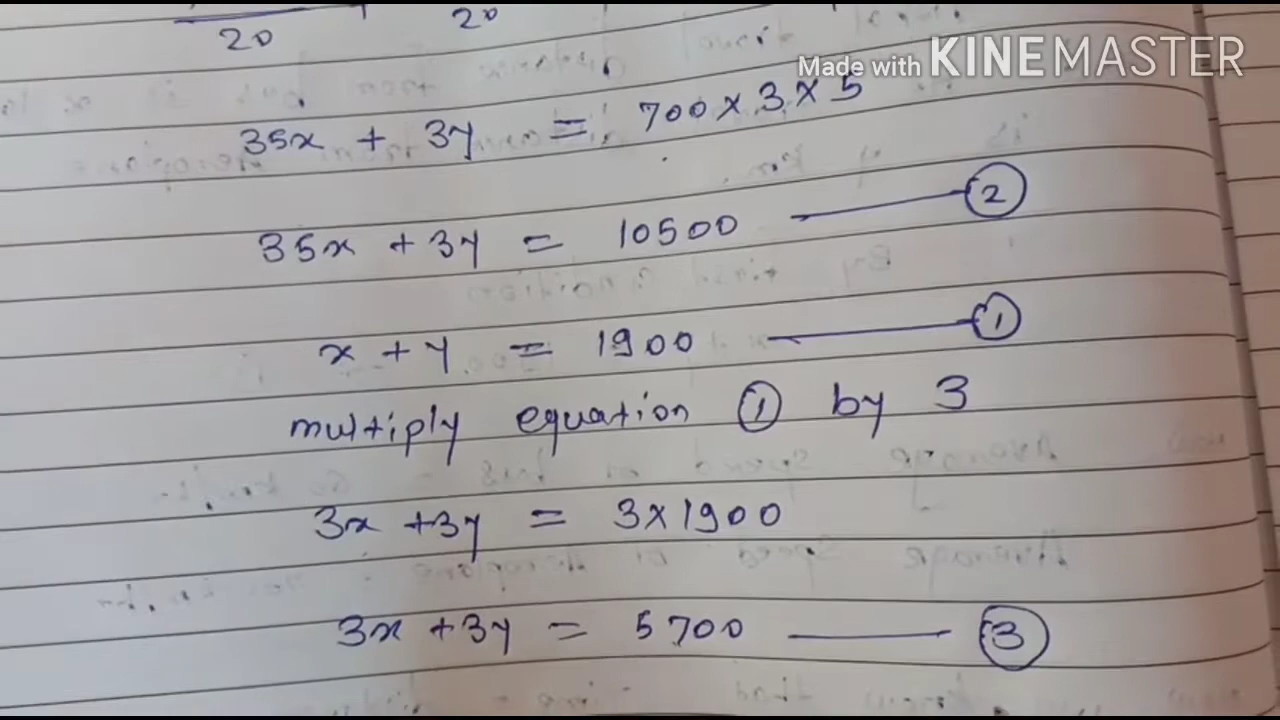 20 20
Made with KINEMASTER
35x + 3y = 700 x 3 x 5
35x + 3y = 10500 ②
x + y = 1900 ①
multiply equation ① by 3
3x + 3y = 3 x 1900
3x + 3y = 5700 ③